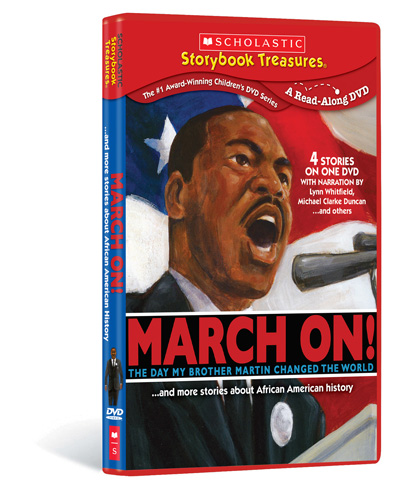 SCHOLASTIC
Storybook Treasures®
The #1 Award-Winning Children's DVD Series
A Read-Along DVD
4 STORIES
ON ONE DVD
WITH NARRATION BY
Lynn Whitfield,
Michael Clarke Duncan
...and others
MARCH ON!
THE DAY MY BROTHER MARTIN CHANGED THE WORLD
...and more stories about African American history
SCHOLASTIC
Storybook
Treasures®
MARCH ON!
...and more stories about African American History
DVD
S